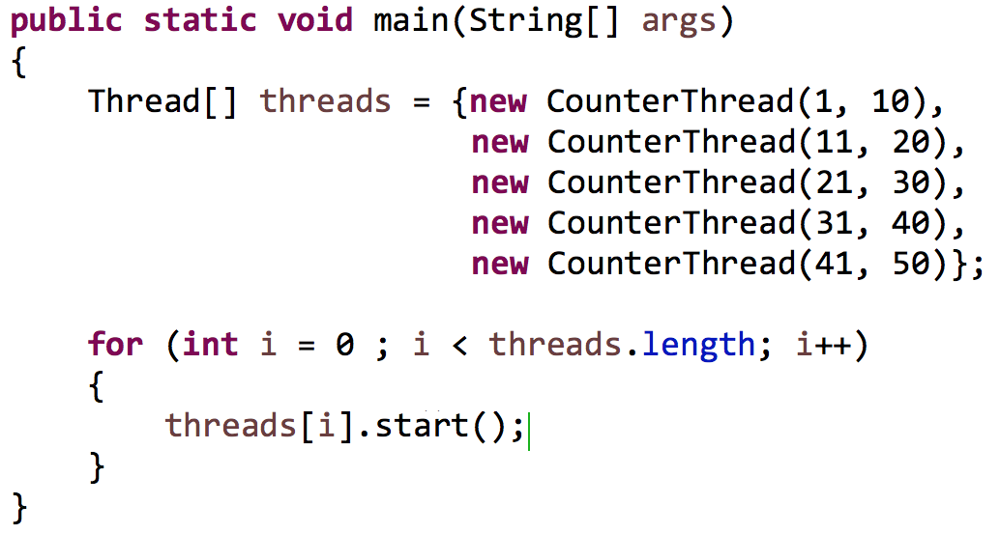 public static void main(String[] args)
{
    Thread[] threads = {new CounterThread(1, 10),
                        new CounterThread(11, 20),
                        new CounterThread(21, 30),
                        new CounterThread(31, 40),
                        new CounterThread(41, 50)};

    for (int i = 0 ; i < threads.length; i++)
    {
        threads[i].start();
    }
}